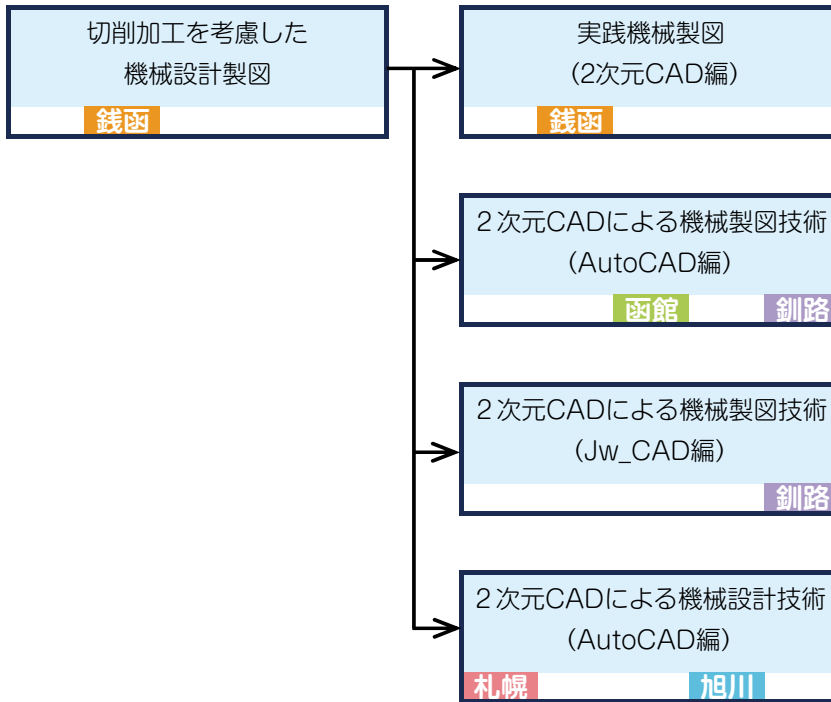 切削加工を考慮した
機械設計製図
銭函
実践機械製図
（2次元CAD編）
銭函
２次元CADによる機械製図技術
（AutoCAD編）
函館 釧路
２次元CADによる機械製図技術
（Jw_CAD編）
釧路
２次元CADによる機械設計技術
（AutoCAD編）
札幌 旭川